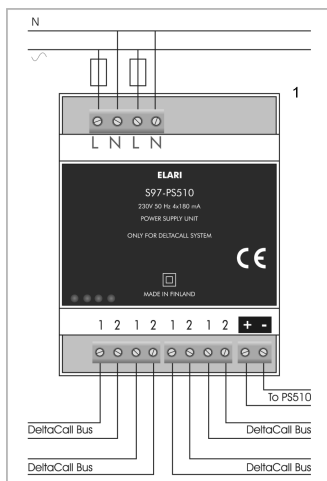 N
1
L N L N
ELARI
S97-PS510
230V 50 Hz 4x180 mA
POWER SUPPLY UNIT
ONLY FOR DELTACALL SYSTEM
CE
MADE IN FINLAND
1 2 1 2 1 2 1 2 + -
To PS510
DeltaCall Bus DeltaCall Bus
DeltaCall Bus DeltaCall Bus